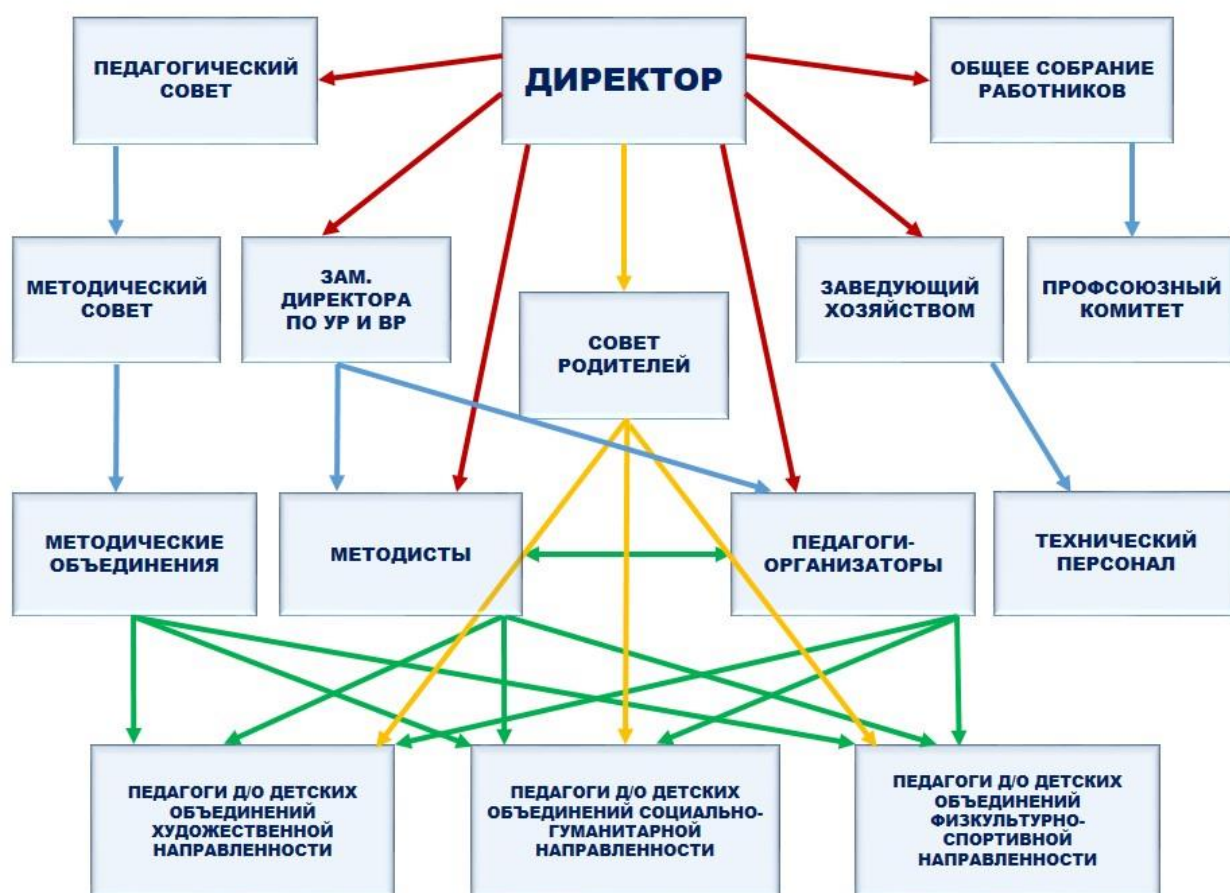 ПЕДАГОГИЧЕСКИЙ
СОВЕТ
ДИРЕКТОР
ОБЩЕЕ СОБРАНИЕ
РАБОТНИКОВ
МЕТОДИЧЕСКИЙ
СОВЕТ
ЗАМ.
ДИРЕКТОРА
ПО УР И ВР
СОВЕТ
РОДИТЕЛЕЙ
ЗАВЕДУЮЩИЙ
ХОЗЯЙСТВОМ
ПРОФСОЮЗНЫЙ
КОМИТЕТ
МЕТОДИЧЕСКИЕ
ОБЪЕДИНЕНИЯ
МЕТОДИСТЫ
ПЕДАГОГИ-
ОРГАНИЗАТОРЫ
ТЕХНИЧЕСКИЙ
ПЕРСОНАЛ
ПЕДАГОГИ Д/О ДЕТСКИХ
ОБЪЕДИНЕНИЙ
ХУДОЖЕСТВЕННОЙ
НАПРАВЛЕННОСТИ
ПЕДАГОГИ Д/О ДЕТСКИХ
ОБЪЕДИНЕНИЙ СОЦИАЛЬНО-
ГУМАНИТАРНОЙ
НАПРАВЛЕННОСТИ
ПЕДАГОГИ Д/О ДЕТСКИХ
ОБЪЕДИНЕНИЙ
ФИЗКУЛЬТУРНО-
СПОРТИВНОЙ
НАПРАВЛЕННОСТИ